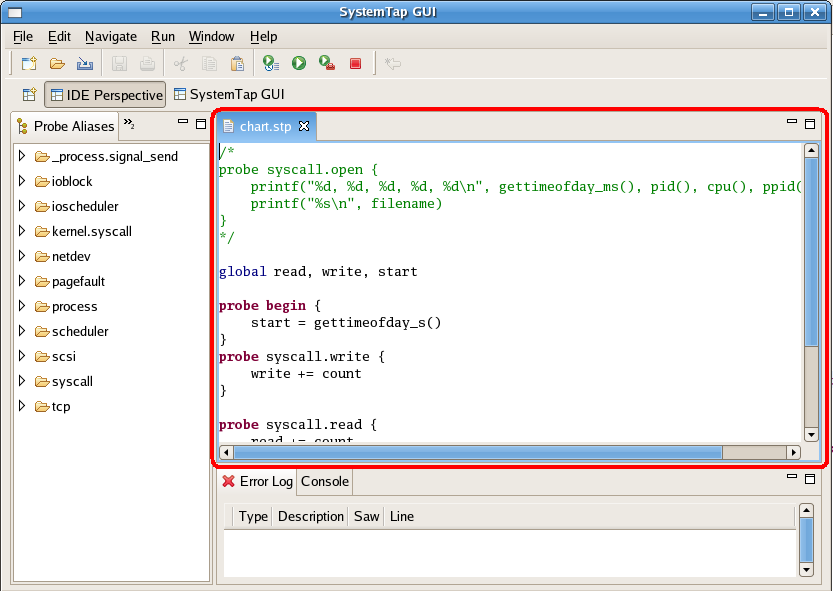 SystemTap GUI
File Edit Navigate Run Window Help
IDE Perspective SystemTap GUI
Probe Aliases »2
_process.signal_send
ioblock
ioscheduler
kernel.syscall
netdev
pagefault
process
scheduler
scsi
syscall
tcp
chart.stp
/*
probe syscall.open {
    printf("%d, %d, %d, %d, %d\n", gettimeofday_ms(), pid(), cpu(), ppid(
    printf("%s\n", filename)
}
*/
global read, write, start
probe begin {
    start = gettimeofday_s()
}
probe syscall.write {
    write += count
}
probe syscall.read {
    read += count
Error Log Console
Type Description Saw Line